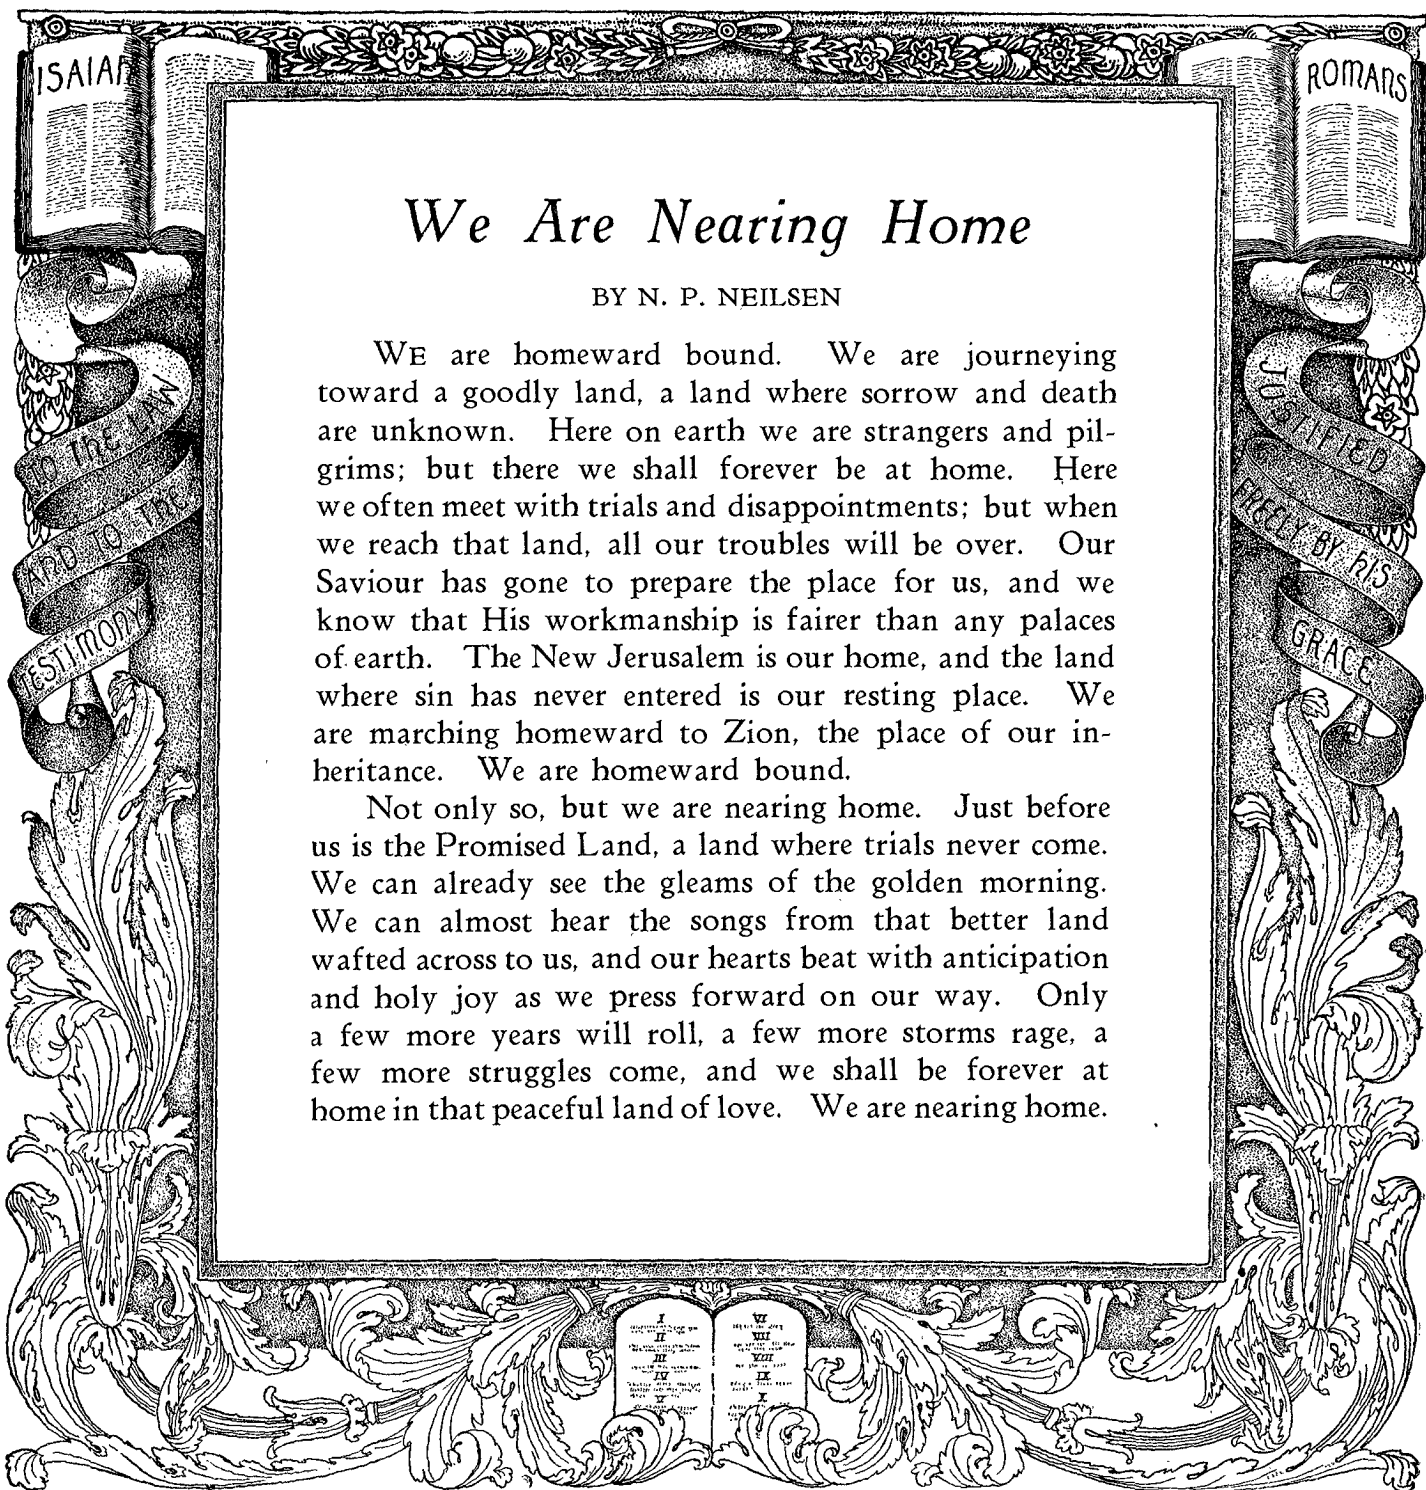 ISAIAH
ROMANS
We Are Nearing Home
BY N. P. NEILSEN
WE are homeward bound. We are journeying
toward a goodly land, a land where sorrow and death
are unknown. Here on earth we are strangers and pil-
grims; but there we shall forever be at home. Here
we often meet with trials and disappointments; but when
we reach that land, all our troubles will be over. Our
Saviour has gone to prepare the place for us, and we
know that His workmanship is fairer than any palaces
of earth. The New Jerusalem is our home, and the land
where sin has never entered is our resting place. We
are marching homeward to Zion, the place of our in-
heritance. We are homeward bound.
Not only so, but we are nearing home. Just before
us is the Promised Land, a land where trials never come.
We can already see the gleams of the golden morning.
We can almost hear the songs from that better land
wafted across to us, and our hearts beat with anticipation
and holy joy as we press forward on our way. Only
a few more years will roll, a few more storms rage, a
few more struggles come, and we shall be forever at
home in that peaceful land of love. We are nearing home.
TO THE LAW
AND TO THE
TESTIMONY
JUSTIFIED
FREELY BY HIS
GRACE
I
II
III
IV
V
VI
VII
VIII
IX
X